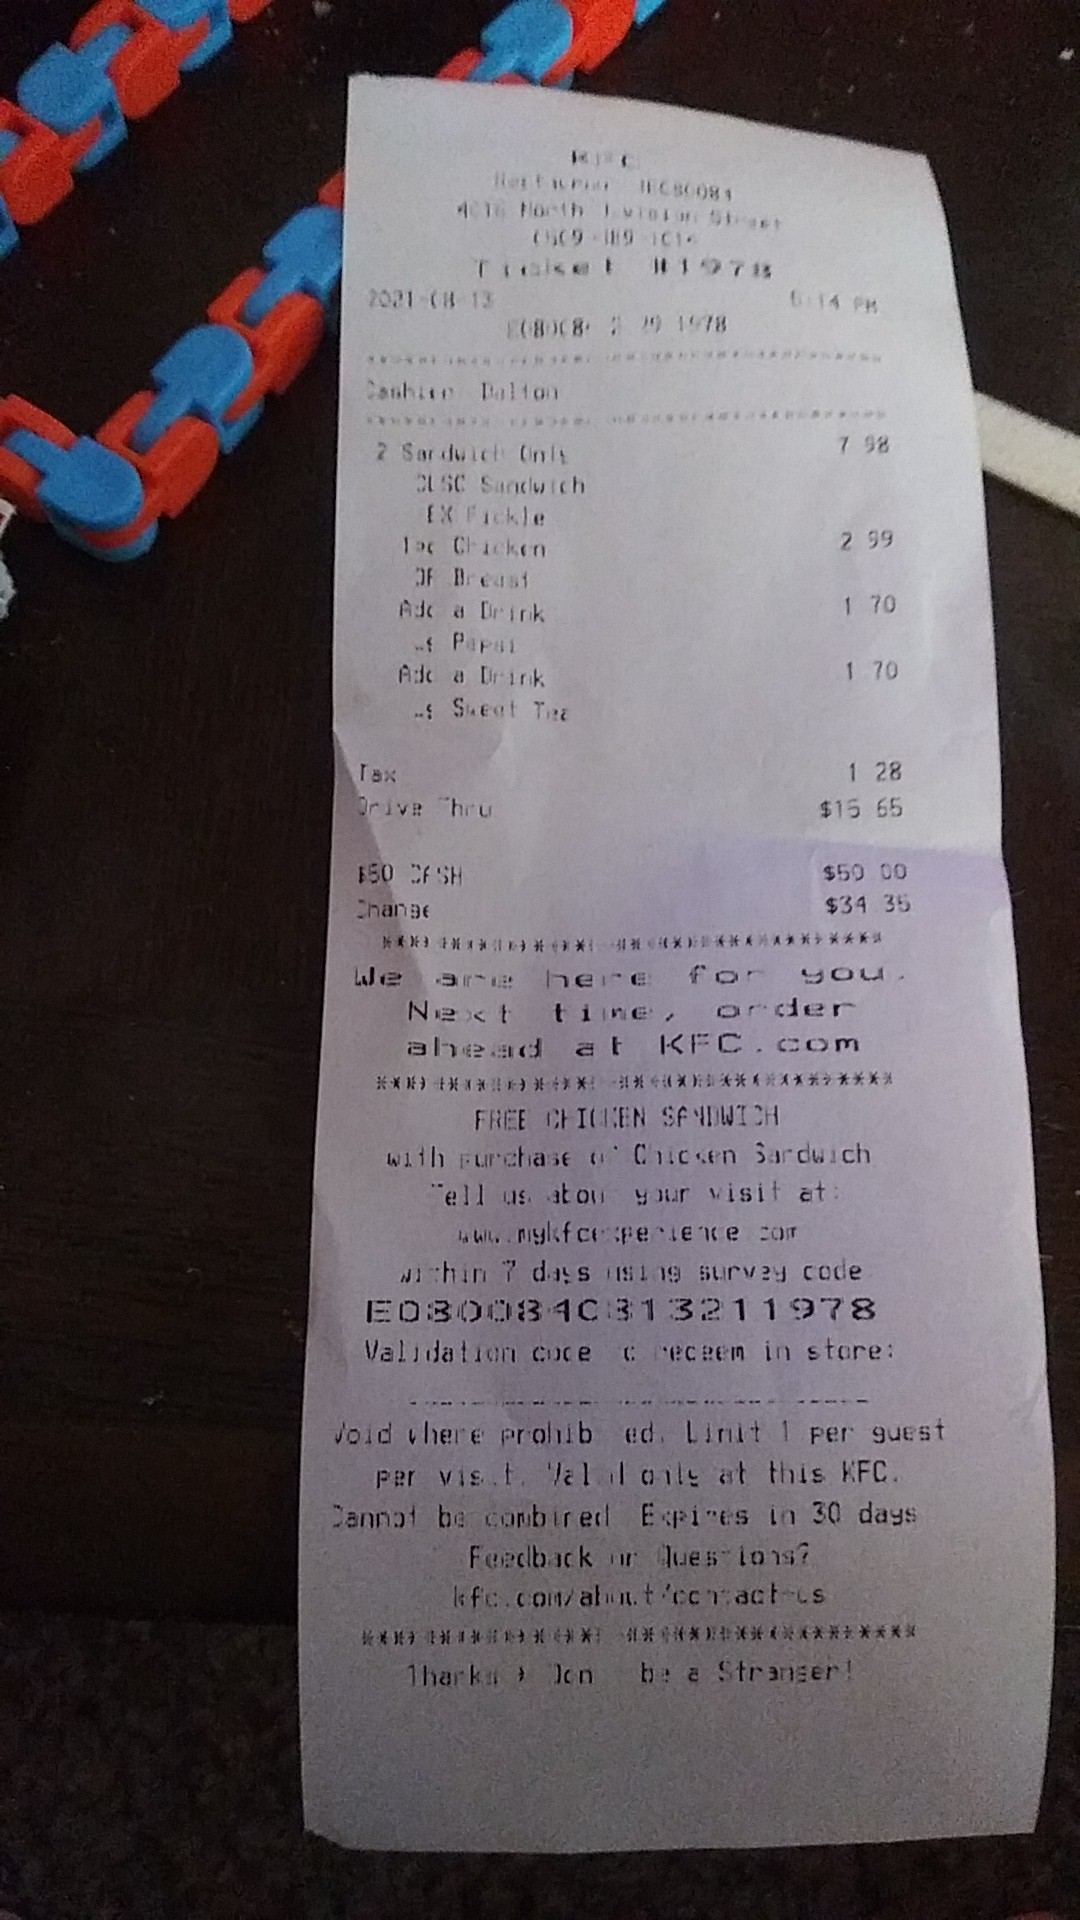 KFC
North Division Street
Ticket #1978
2021-08-13 6:14 PM
1978
Cashier: Dalton
2 Sandwich Only 7.98
CLSC Sandwich
EX Pickle
1pc Chicken 2.99
OR Breast
Add a Drink 1.70
Pepsi
Add a Drink 1.70
Sweet Tea
Tax 1.28
Drive Thru $15.65
$50 CASH $50.00
Change $34.35
We are here for you.
Next time, order
ahead at KFC.com
FREE CHICKEN SANDWICH
with purchase of Chicken Sandwich
Tell us about your visit at:
www.mykfcexperience.com
within 7 days using survey code
Validation code to redeem in store:
Void where prohibited. Limit 1 per guest
per visit. Valid only at this KFC.
Cannot be combined. Expires in 30 days
Feedback or Questions?
kfc.com/about/contact-us
Thanks & Don't be a Stranger!